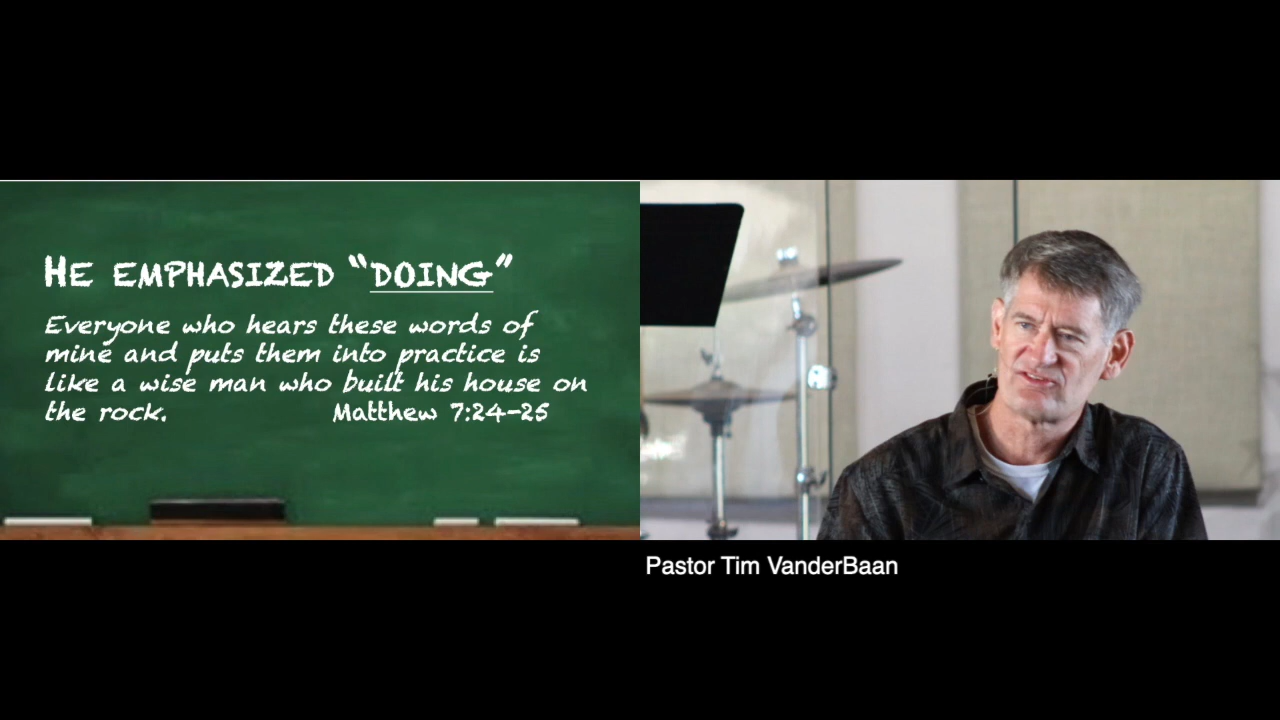 HE EMPHASIZED “DOING”
Everyone who hears these words of
mine and puts them into practice is
like a wise man who built his house on
the rock. Matthew 7:24-25
Pastor Tim VanderBaan